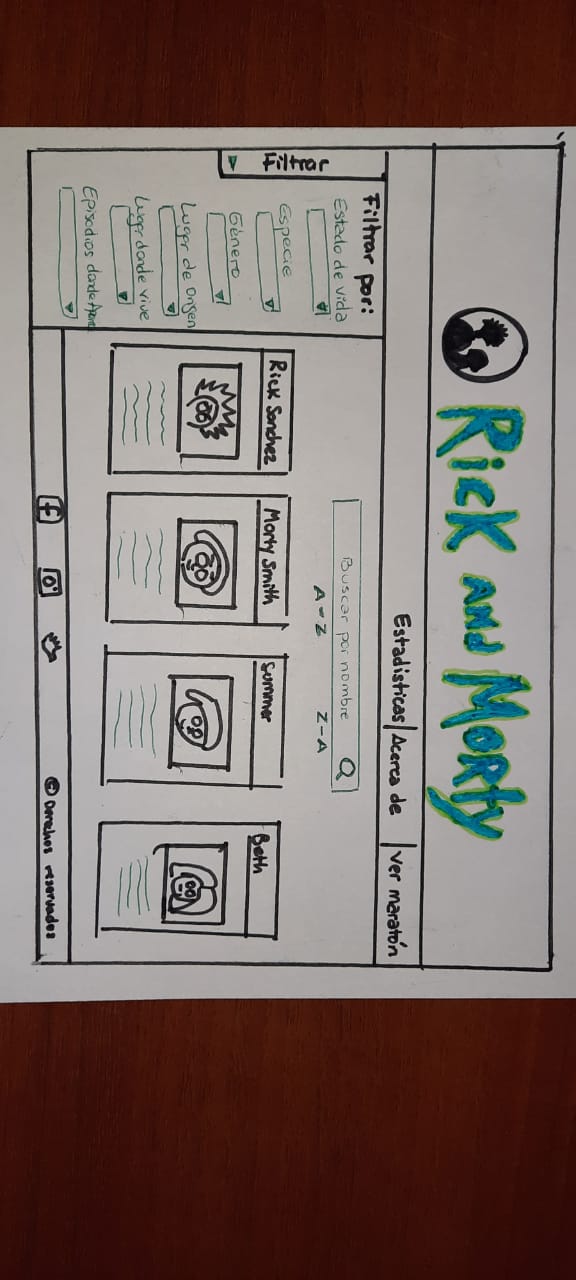 Rick and Morty
Estadísticas | Acerca de | ver maratón
Filtrar
Filtrar por:
Estado de vida
Especie
Género
Lugar de Origen
Lugar donde vive
Episodios donde
Buscar por nombre
A-Z Z-A
Rick Sanchez
Morty Smith
Summer
Beth
© Derechos reservados